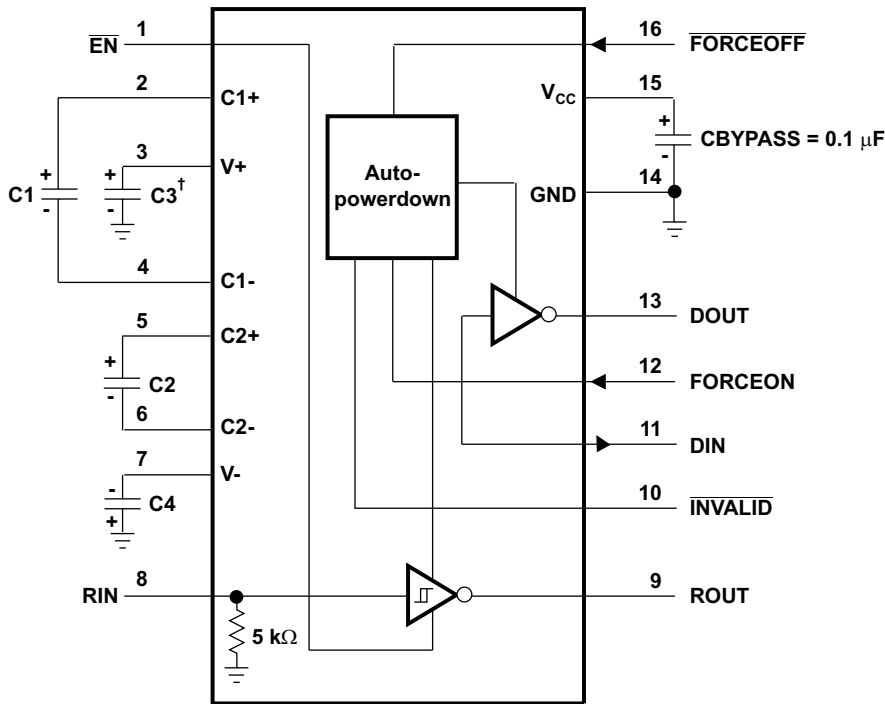 1
EN
16
FORCEOFF
2
C1+
15
VCC
+
-
CBYPASS = 0.1 μF
3
V+
Auto-
powerdown
14
GND
+
-
C1
+
-
C3†
4
C1-
5
C2+
13
DOUT
+
-
C2
12
FORCEON
6
C2-
11
DIN
7
V-
10
INVALID
-
+
C4
8
RIN
9
ROUT
5 kΩ